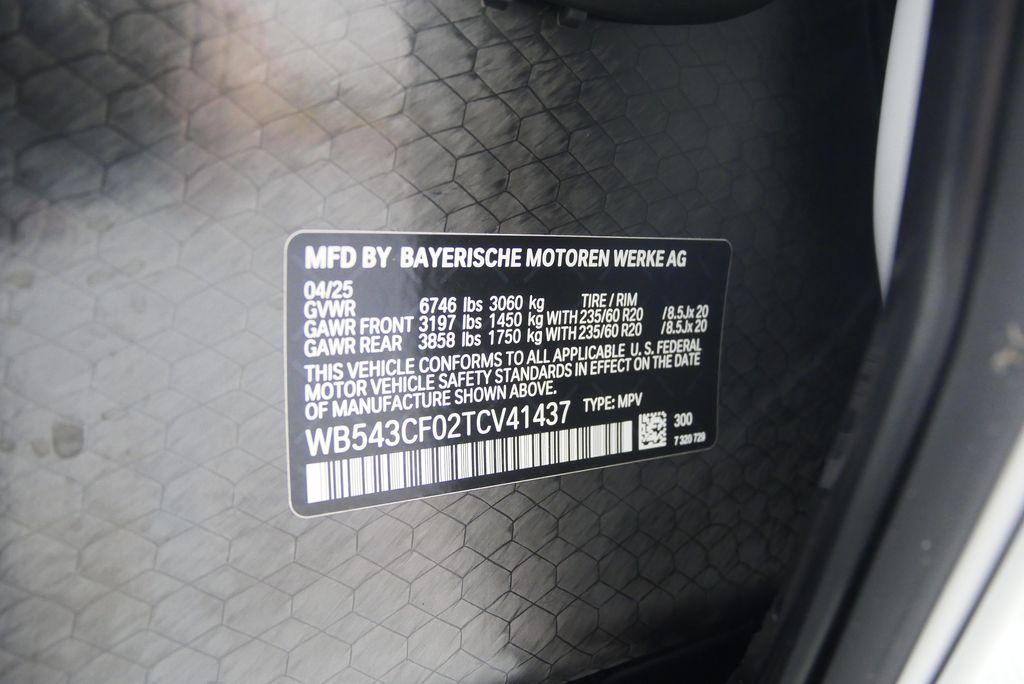 MFD BY BAYERISCHE MOTOREN WERKE AG
04/25
GVWR 6746 lbs 3060 kg TIRE / RIM
GAWR FRONT 3197 lbs 1450 kg WITH 235/60 R20 /8.5Jx20
GAWR REAR 3858 lbs 1750 kg WITH 235/60 R20 /8.5Jx20
THIS VEHICLE CONFORMS TO ALL APPLICABLE U. S. FEDERAL
MOTOR VEHICLE SAFETY STANDARDS IN EFFECT ON THE DATE
OF MANUFACTURE SHOWN ABOVE.
WB543CF02TCV41437 TYPE: MPV
300
7 320 729